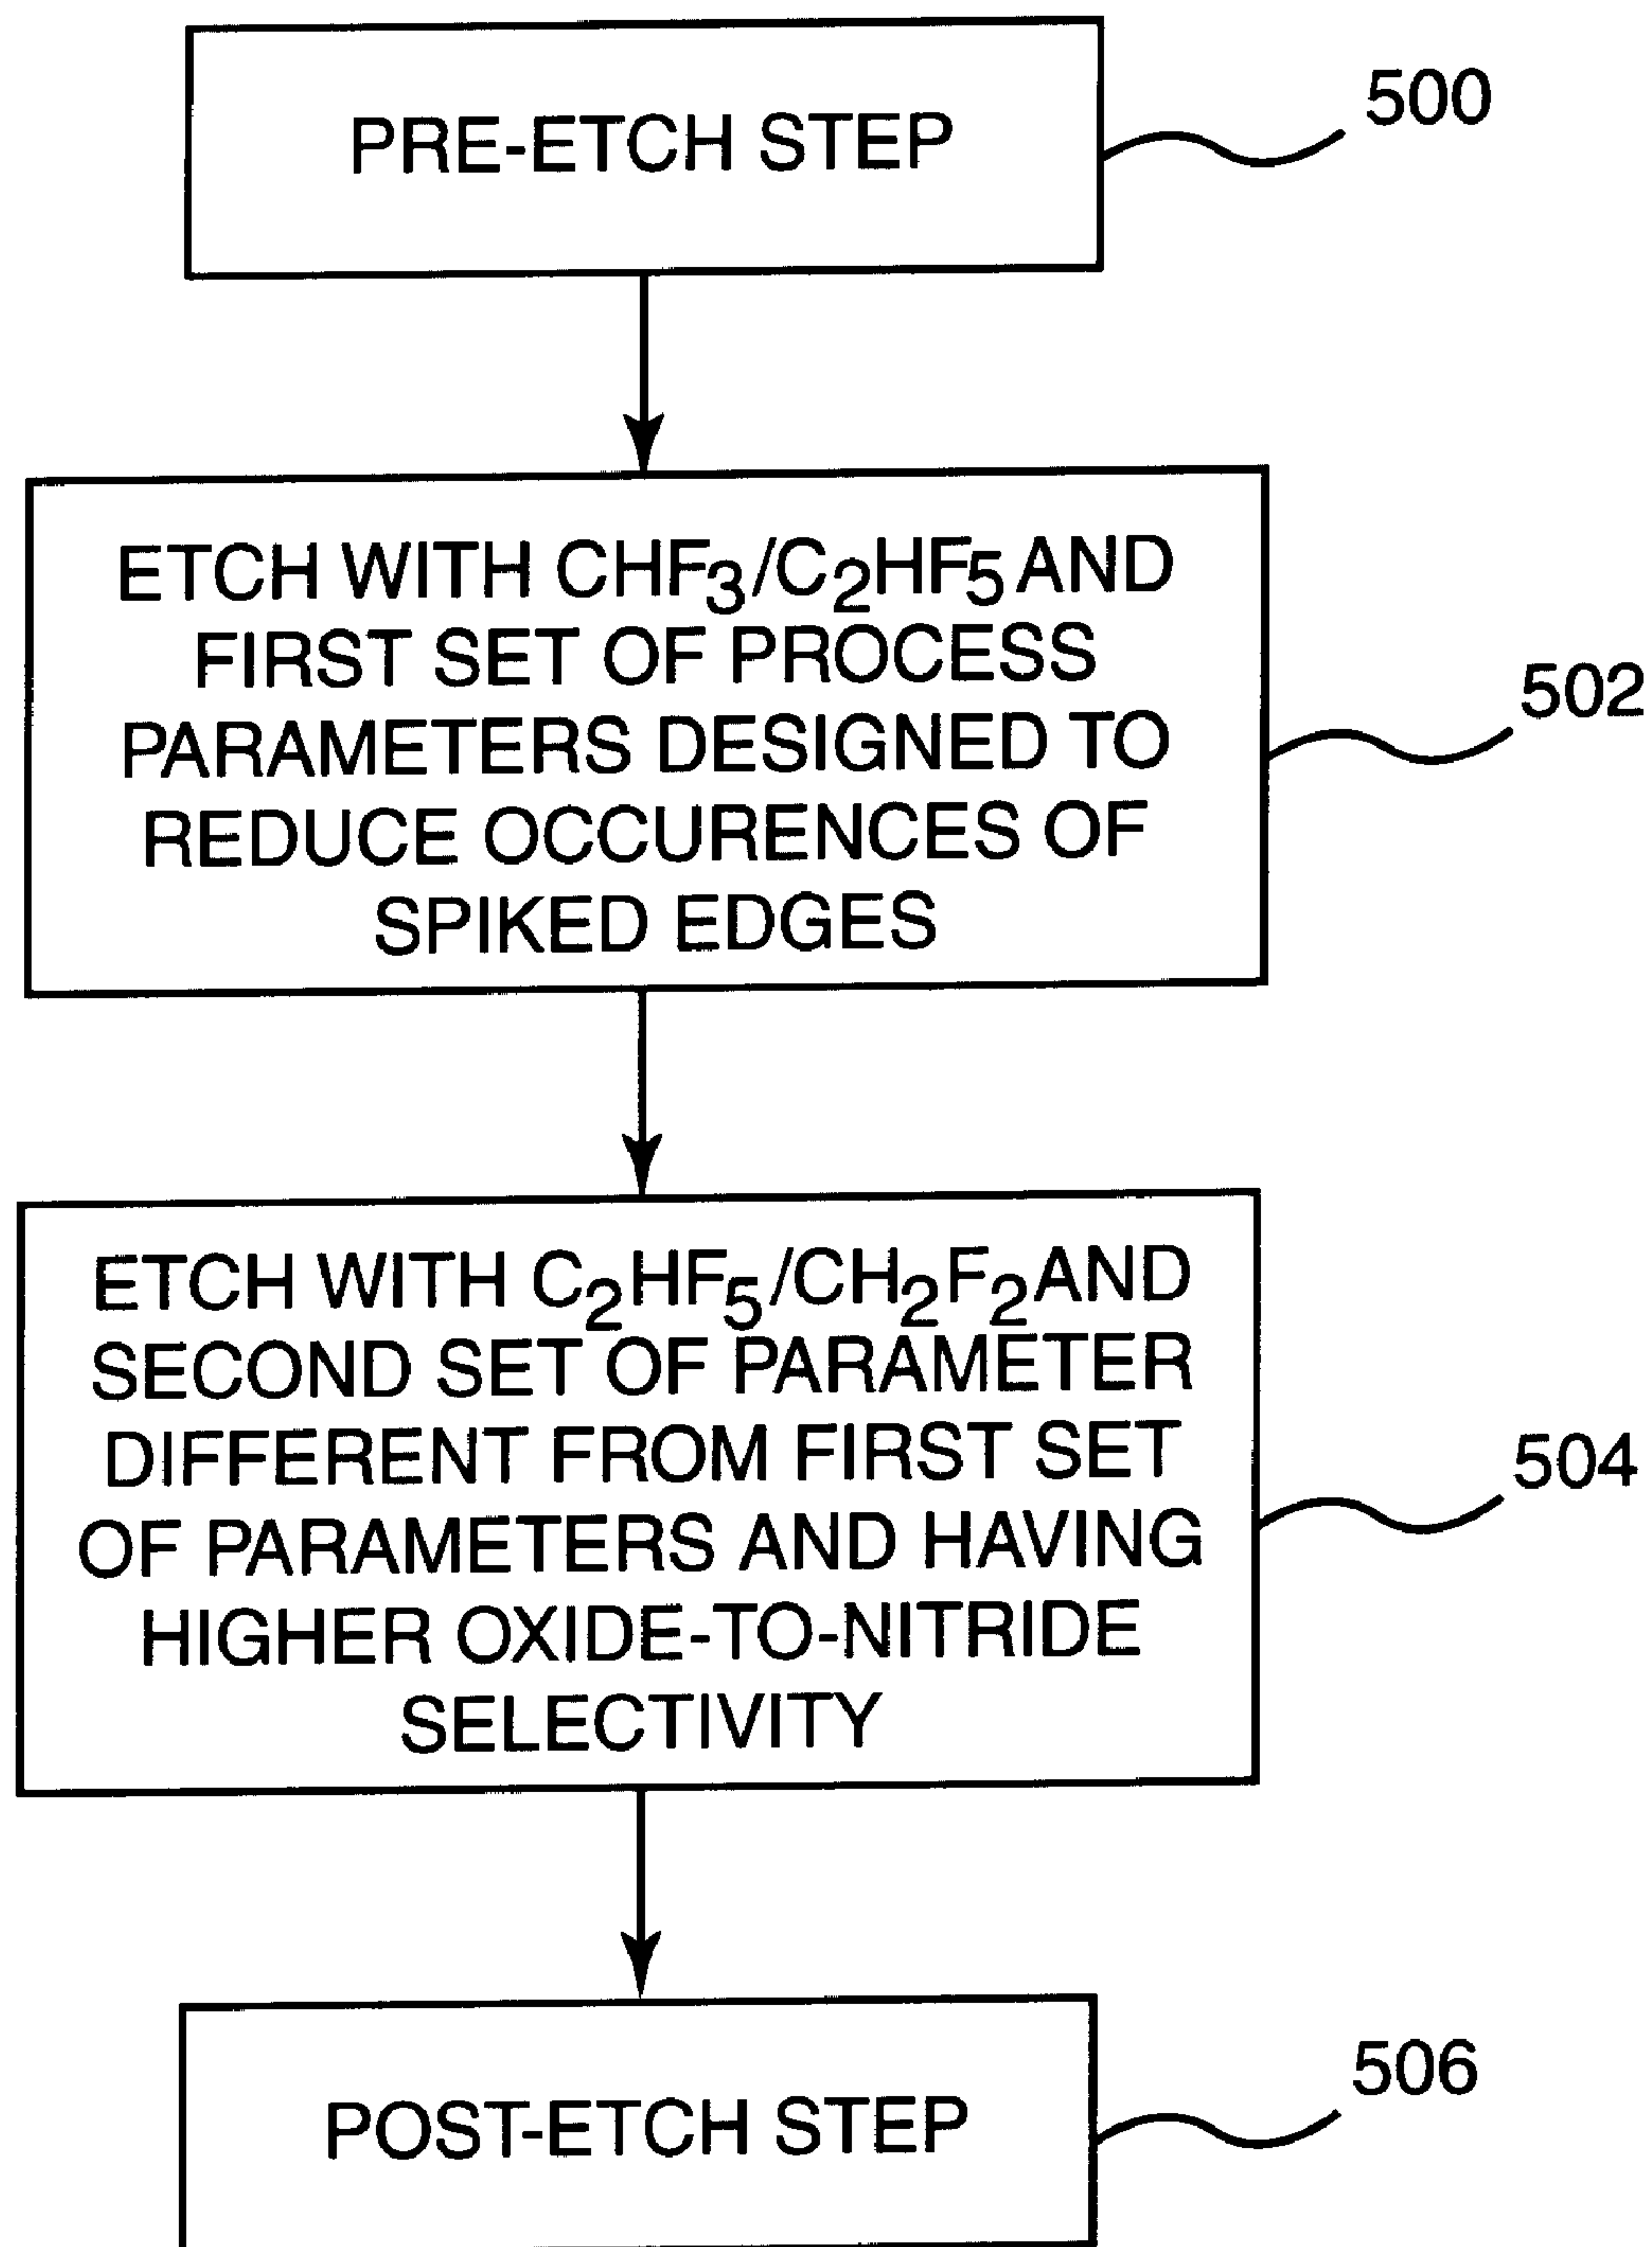 PRE-ETCH STEP
500
ETCH WITH CHF3/C2HF5 AND
FIRST SET OF PROCESS
PARAMETERS DESIGNED TO
REDUCE OCCURENCES OF
SPIKED EDGES
502
ETCH WITH C2HF5/CH2F2 AND
SECOND SET OF PARAMETER
DIFFERENT FROM FIRST SET
OF PARAMETERS AND HAVING
HIGHER OXIDE-TO-NITRIDE
SELECTIVITY
504
POST-ETCH STEP
506